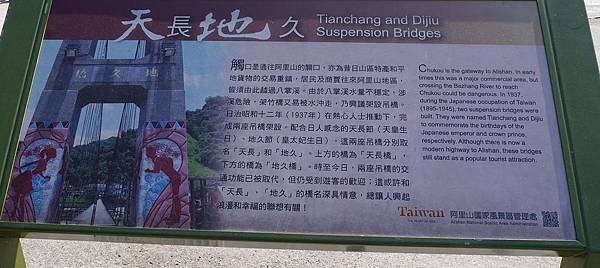 天長地久 Tianchang and Dijiu
Suspension Bridges
觸口是通往阿里山的關口，亦為昔日山區特產和平
地貨物的交易重鎮，居民及商賈往來阿里山地區，
恆須由此越過八掌溪。由於八掌溪水量不穩定，涉
溪危險，架竹橋又易被水沖走，乃興議架設吊橋。
日治昭和十二年（1937年）在熱心人士推動下，完
成兩座吊橋架設。配合日人感念的天長節（天皇生
日）、地久節（皇太妃生日），這兩座吊橋分別取
名「天長」和「地久」。上方的橋為「天長橋」，
下方的橋為「地久橋」。時至今日，兩座吊橋的交
通功能已被取代，但仍受到遊客的歡迎；這或許和
「天長」、「地久」的橋名深具情意，總讓人興起
浪漫和幸福的聯想有關！
Chukou is the gateway to Alishan. In early
times this was a major commercial area, but
crossing the Bazhang River to reach
Chukou could be dangerous. In 1937,
during the Japanese occupation of Taiwan
(1895-1945), two suspension bridges were
built. They were named Tianchang and Dijiu
to commemorate the birthdays of the
Japanese emperor and crown prince,
respectively. Although there is now a
modern highway to Alishan, these bridges
still stand as a popular tourist attraction.
橋久地
Taiwan
阿里山國家風景區管理處
Alishan National Scenic Area Administration